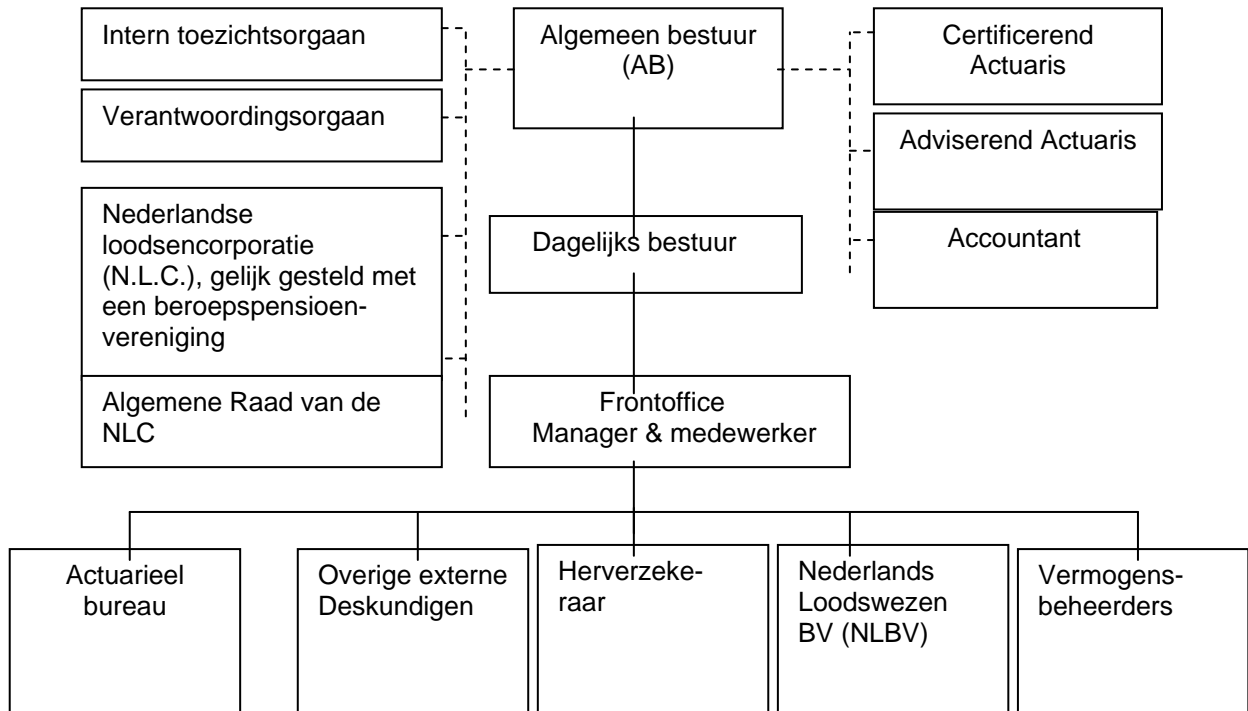 Intern toezichtsorgaan
Algemeen bestuur
(AB)
Certificerend
Actuaris
Verantwoordingsorgaan
Adviserend Actuaris
Nederlandse
loodsencorporatie
(N.L.C.), gelijk gesteld met
een beroepspensioen-
vereniging
Dagelijks bestuur
Accountant
Algemene Raad van de
NLC
Frontoffice
Manager & medewerker
Actuarieel
bureau
Overige externe
Deskundigen
Herverzeke-
raar
Nederlands
Loodswezen
BV (NLBV)
Vermogens-
beheerders